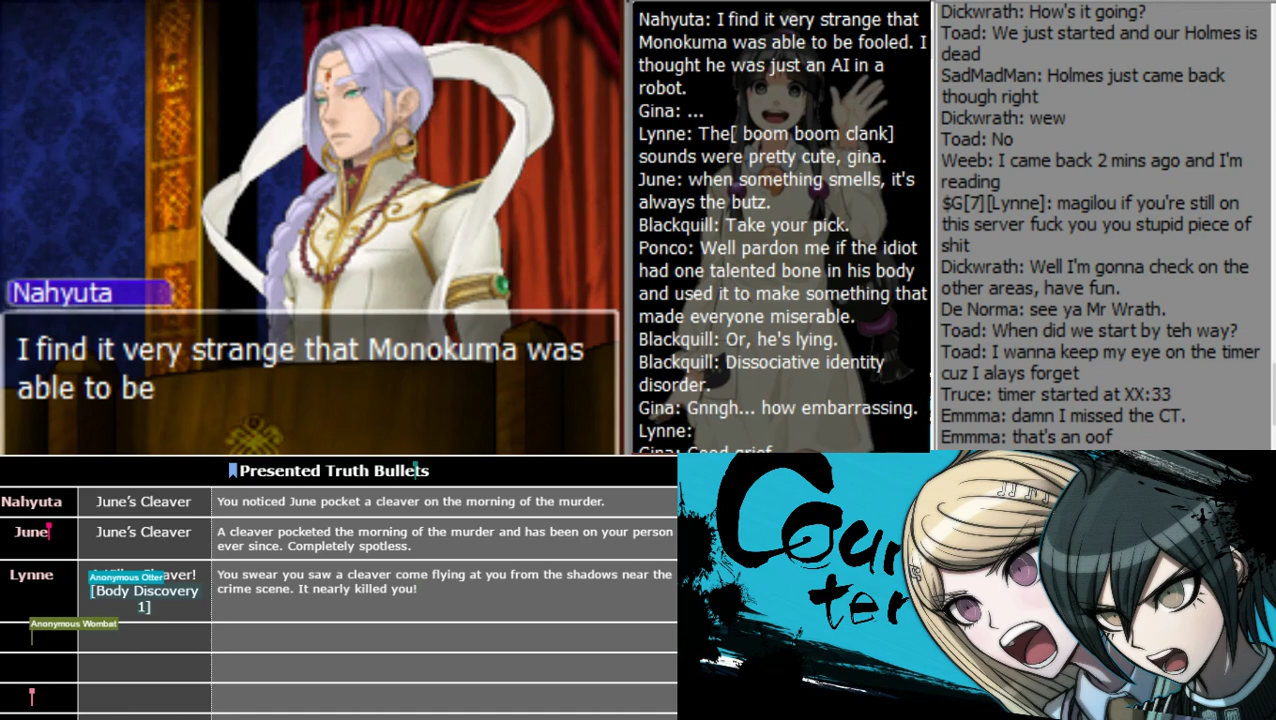 Nahyuta
I find it very strange that Monokuma was
able to be
Nahyuta: I find it very strange that
Monokuma was able to be fooled. I
thought he was just an AI in a
robot.
Gina: ...
Lynne: The[ boom boom clank]
sounds were pretty cute, gina.
June: when something smells, it's
always the butz.
Blackquill: Take your pick.
Ponco: Well pardon me if the idiot
had one talented bone in his body
and used it to make something that
made everyone miserable.
Blackquill: Or, he's lying.
Blackquill: Dissociative identity
disorder.
Gina: Gnngh... how embarrassing.
Lynne:
Gina: Good grief
Dickwrath: How's it going?
Toad: We just started and our Holmes is
dead
SadMadMan: Holmes just came back
though right
Dickwrath: wew
Toad: No
Weeb: I came back 2 mins ago and I'm
reading
$G[7][Lynne]: magilou if you're still on
this server fuck you you stupid piece of
shit
Dickwrath: Well I'm gonna check on the
other areas, have fun.
De Norma: see ya Mr Wrath.
Toad: When did we start by teh way?
Toad: I wanna keep my eye on the timer
cuz I alays forget
Truce: timer started at XX:33
Emmma: damn I missed the CT.
Emmma: that's an oof
Presented Truth Bullets
Nahyuta
June's Cleaver
You noticed June pocket a cleaver on the morning of the murder.
June
June's Cleaver
A cleaver pocketed the morning of the murder and has been on your person
ever since. Completely spotless.
Lynne
Cleaver!
Anonymous Otter
[Body Discovery
1]
You swear you saw a cleaver come flying at you from the shadows near the
crime scene. It nearly killed you!
Anonymous Wombat
Coun
ter